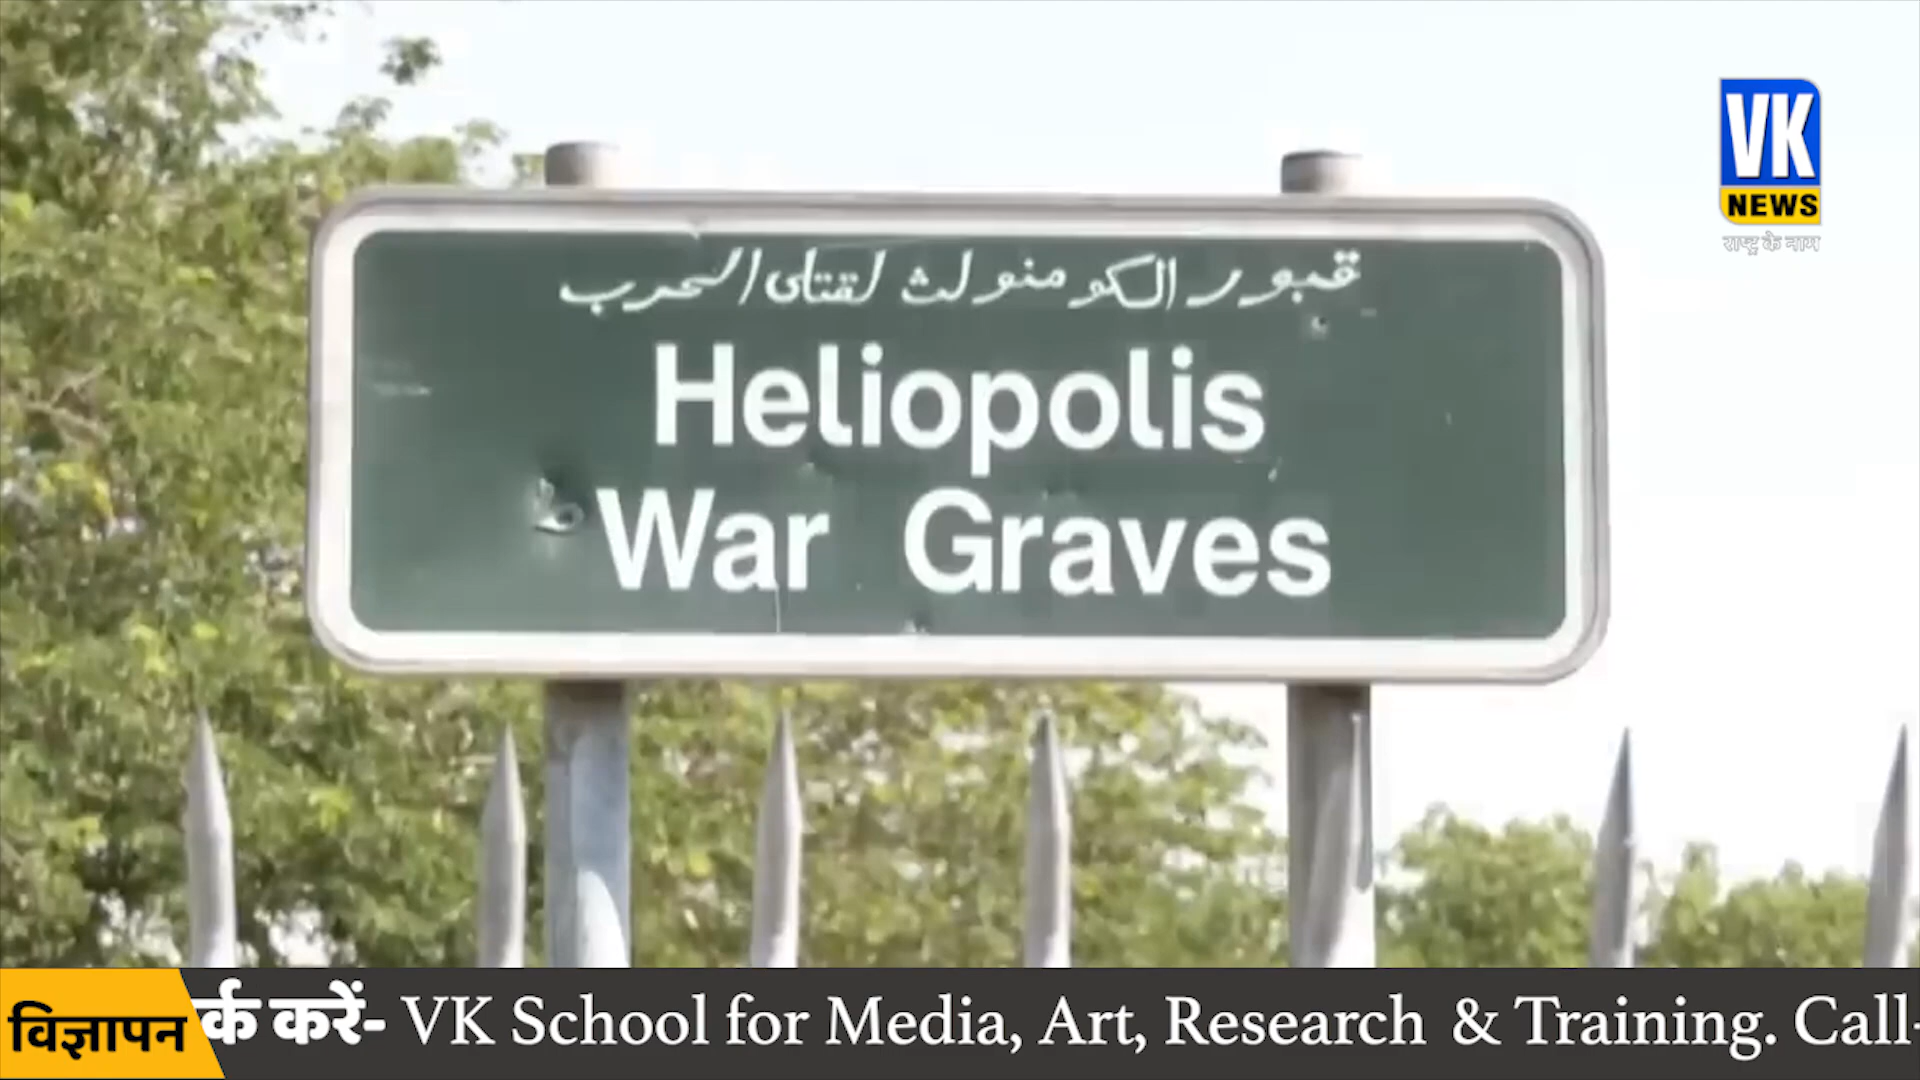 VK
NEWS
राष्ट्र के नाम
قبور الكومنولث لقتلى الحرب
Heliopolis
War Graves
विज्ञापन
र्क करें- VK School for Media, Art, Research & Training. Call-